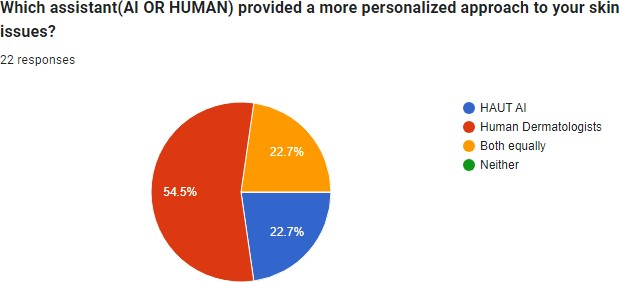 Which assistant(AI OR HUMAN) provided a more personalized approach to your skin
issues?
22 responses
HAUT AI
Human Dermatologists
Both equally
Neither
22.7%
54.5%
22.7%